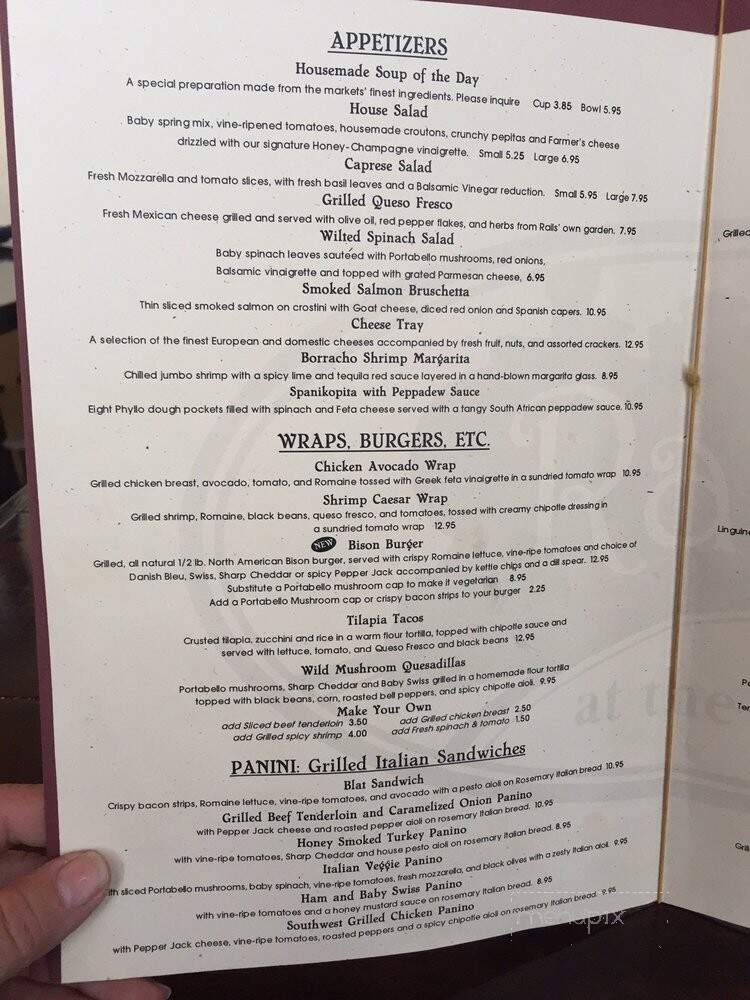 APPETIZERS
Housemade Soup of the Day
A special preparation made from the markets' finest ingredients. Please inquire Cup 3.85 Bowl 5.95
House Salad
Baby spring mix, vine-ripened tomatoes, housemade croutons, crunchy pepitas and Farmer's cheese
drizzled with our signature Honey-Champagne vinaigrette. Small 5.25 Large 6.95
Caprese Salad
Fresh Mozzarella and tomato slices, with fresh basil leaves and a Balsamic Vinegar reduction. Small 5.95 Large 7.95
Grilled Queso Fresco
Fresh Mexican cheese grilled and served with olive oil, red pepper flakes, and herbs from Rails' own garden. 7.95
Wilted Spinach Salad
Baby spinach leaves sauteéd with Portabello mushrooms, red onions,
Balsamic vinaigrette and topped with grated Parmesan cheese, 6.95
Smoked Salmon Bruschetta
Thin sliced smoked salmon on crostini with Goat cheese, diced red onion and Spanish capers. 10.95
Cheese Tray
A selection of the finest European and domestic cheeses accompanied by fresh fruit, nuts, and assorted crackers. 12.95
Borracho Shrimp Margarita
Chilled jumbo shrimp with a spicy lime and tequila red sauce layered in a hand-blown margarita glass. 8.95
Spanikopita with Peppadew Sauce
Eight Phyllo dough pockets filled with spinach and Feta cheese served with a tangy South African peppadew sauce. 10.95
WRAPS, BURGERS, ETC.
Chicken Avocado Wrap
Grilled chicken breast, avocado, tomato, and Romaine tossed with Greek feta vinaigrette in a sundried tomato wrap 10.95
Shrimp Caesar Wrap
Grilled shrimp, Romaine, black beans, queso fresco, and tomatoes, tossed with creamy chipotle dressing in
a sundried tomato wrap 12.95
NEW Bison Burger
Grilled, all natural 1/2 lb. North American Bison burger, served with crispy Romaine lettuce, vine-ripe tomatoes and choice of
Danish Bleu, Swiss, Sharp Cheddar or spicy Pepper Jack accompanied by kettle chips and a dill spear. 12.95
Substitute a Portabello mushroom cap to make it vegetarian 8.95
Add a Portabello Mushroom cap or crispy bacon strips to your burger 2.25
Tilapia Tacos
Crusted tilapia, zucchini and rice in a warm flour tortilla, topped with chipotle sauce and
served with lettuce, tomato, and Queso Fresco and black beans 12.95
Wild Mushroom Quesadillas
Portabello mushrooms, Sharp Cheddar and Baby Swiss grilled in a homemade flour tortilla
topped with black beans, corn, roasted bell peppers, and spicy chipotle aioli. 9.95
Make Your Own
add Sliced beef tenderloin 3.50 add Grilled chicken breast 2.50
add Grilled spicy shrimp 4.00 add Fresh spinach & tomato 1.50
PANINI: Grilled Italian Sandwiches
Blat Sandwich
Crispy bacon strips, Romaine lettuce, vine-ripe tomatoes, and avocado with a pesto aioli on Rosemary Italian bread 10.95
Grilled Beef Tenderloin and Caramelized Onion Panino
with Pepper Jack cheese and roasted pepper aioli on rosemary Italian bread. 10.95
Honey Smoked Turkey Panino
with vine-ripe tomatoes, Sharp Cheddar and house pesto aioli on rosemary Italian bread. 8.95
Italian Veggie Panino
ith sliced Portabello mushrooms, baby spinach, vine-ripe tomatoes, fresh mozzarella, and black olives with a zesty Italian aioli. 9.95
Ham and Baby Swiss Panino
with vine-ripe tomatoes and a honey mustard sauce on rosemary Italian bread. 8.95
Southwest Grilled Chicken Panino
with Pepper Jack cheese, vine-ripe tomatoes, roasted peppers and a spicy chipotle aioli on rosemary Italian bread. 9.95
at the
Grilled
Linguin
Po
Ter
Gril
menupix